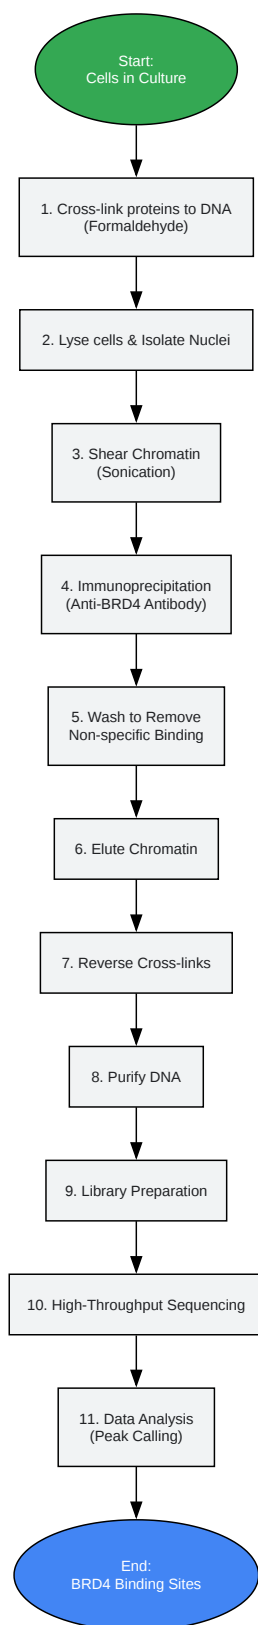 Start:
Cells in Culture
1. Cross-link proteins to DNA
(Formaldehyde)
2. Lyse cells & Isolate Nuclei
3. Shear Chromatin
(Sonication)
4. Immunoprecipitation
(Anti-BRD4 Antibody)
5. Wash to Remove
Non-specific Binding
6. Elute Chromatin
7. Reverse Cross-links
8. Purify DNA
9. Library Preparation
10. High-Throughput Sequencing
11. Data Analysis
(Peak Calling)
End:
BRD4 Binding Sites